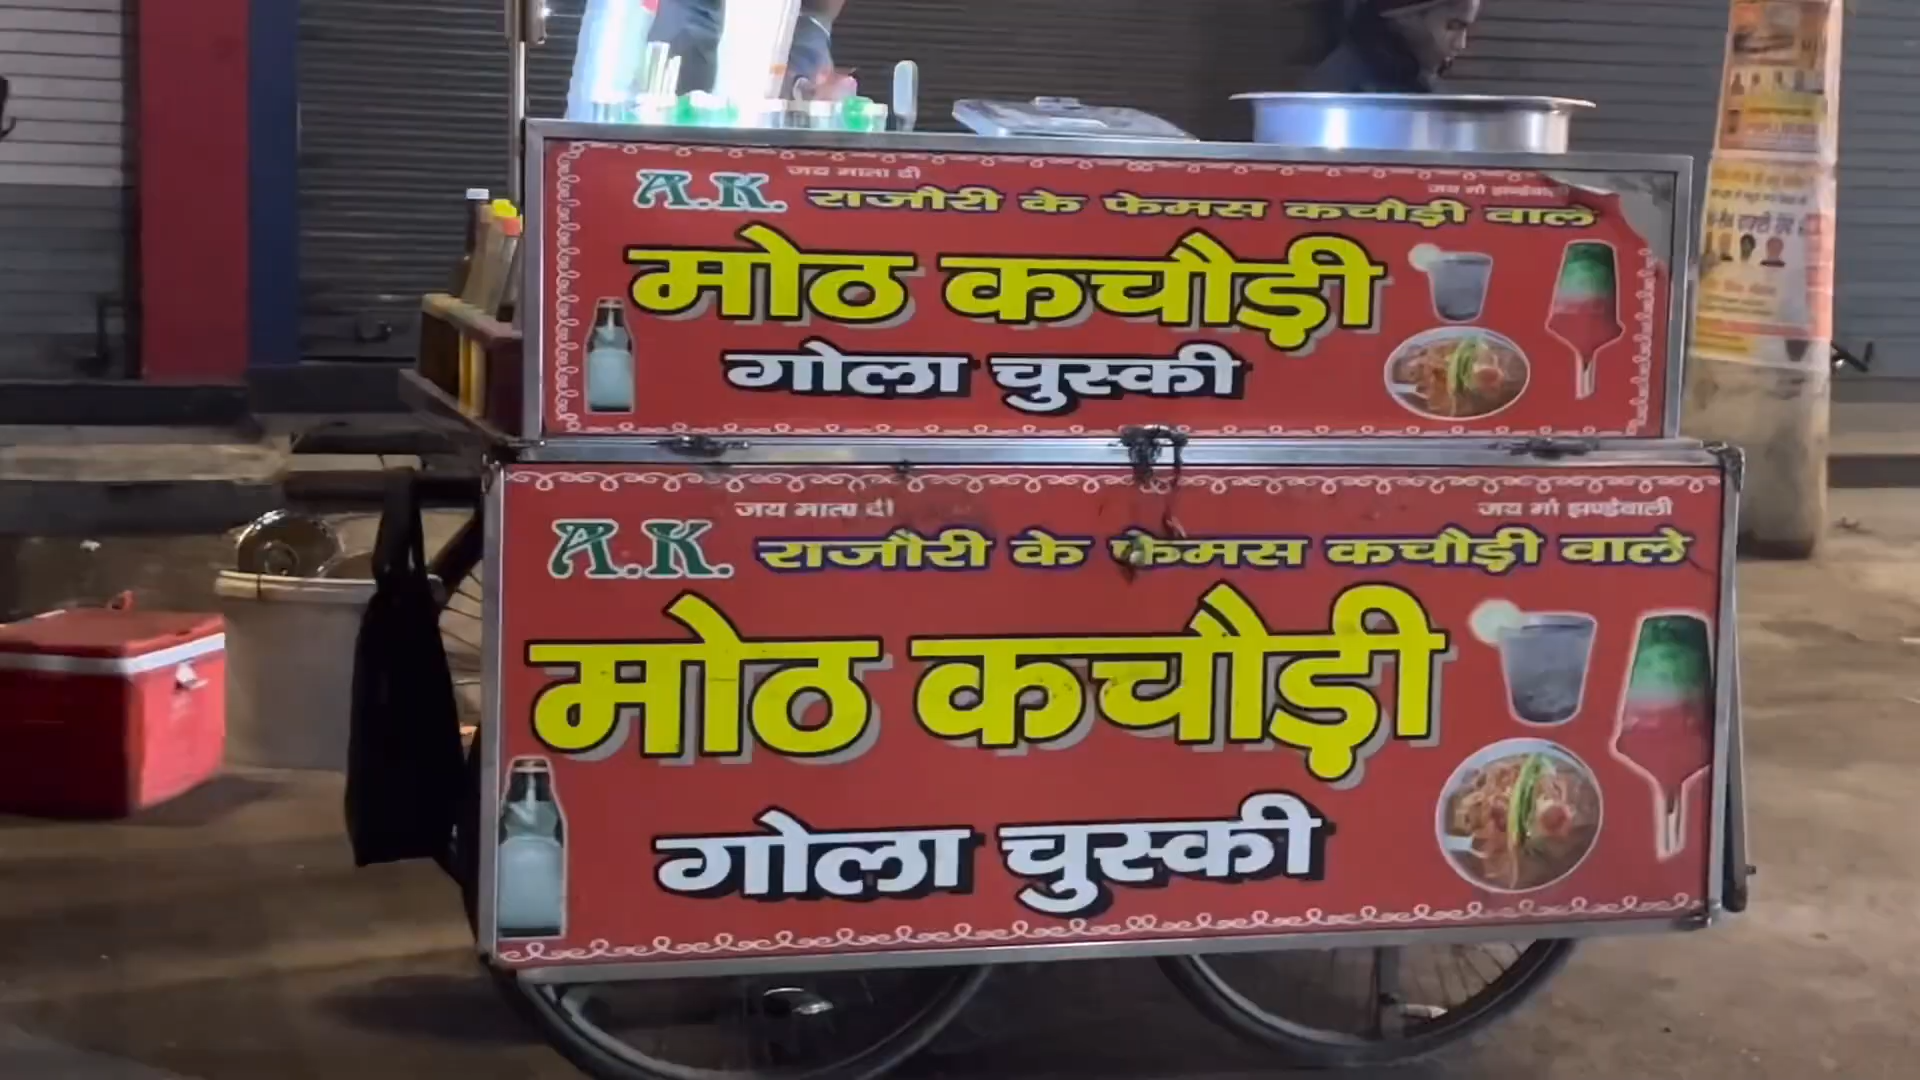 जय माता दी
जय माँ झण्डेवाली
A.K. राजौरी के फेमस कचौड़ी वाले
मोठ कचौड़ी
गोला चुस्की
जय माता दी
जय माँ झण्डेवाली
A.K. राजौरी के फेमस कचौड़ी वाले
मोठ कचौड़ी
गोला चुस्की